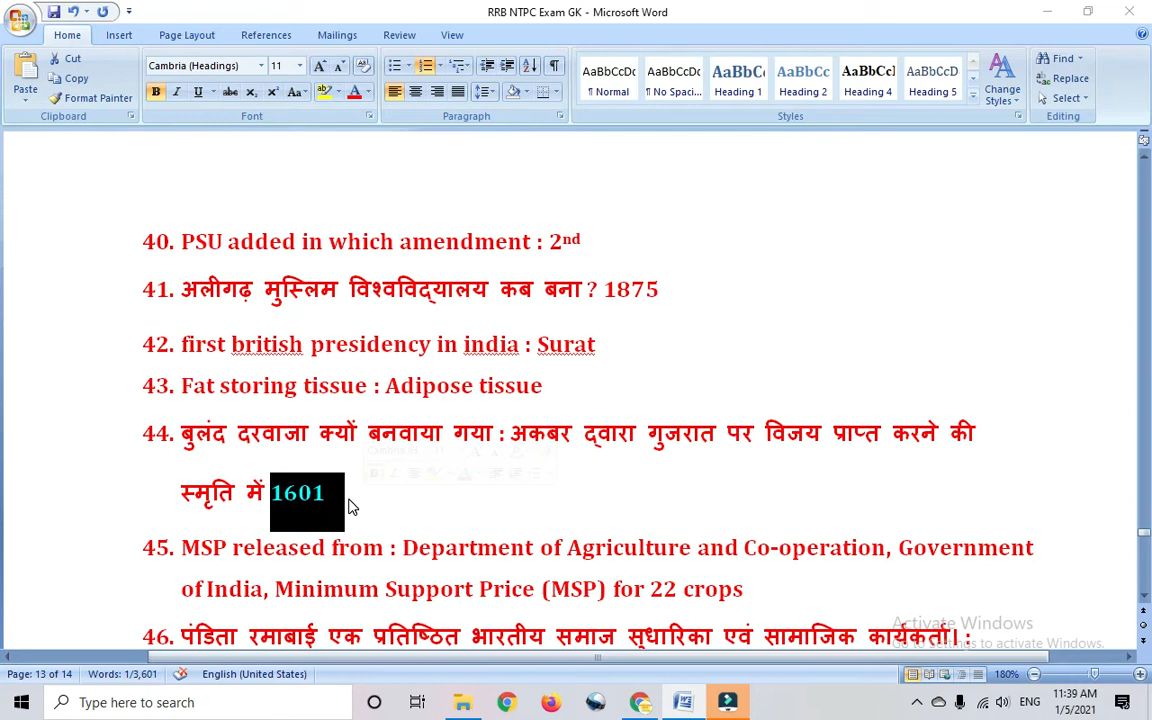 RRB NTPC Exam GK - Microsoft Word
Home Insert Page Layout References Mailings Review View
Paste
Cut
Copy
Format Painter
Clipboard
Cambria (Headings) 11
Font
Paragraph
AaBbCcDc AaBbCcDc AaBbC AaBbCc AaBbCcI AaBbCcD
¶ Normal ¶ No Spaci... Heading 1 Heading 2 Heading 4 Heading 5
Change Styles
Styles
Find
Replace
Select
Editing
40. PSU added in which amendment : 2nd
41. अलीगढ़ मुस्लिम विश्वविद्यालय कब बना ? 1875
42. first british presidency in india : Surat
43. Fat storing tissue : Adipose tissue
44. बुलंद दरवाजा क्यों बनवाया गया : अकबर द्वारा गुजरात पर विजय प्राप्त करने की
स्मृति में 1601
45. MSP released from : Department of Agriculture and Co-operation, Government
of India, Minimum Support Price (MSP) for 22 crops
46. पंडिता रमाबाई एक प्रतिष्ठित भारतीय समाज सुधारिका एवं सामाजिक कार्यकर्ता। :
Activate Windows
Go to Settings to activate Windows.
Page: 13 of 14 Words: 1/3,601 English (United States) 180%
Type here to search
ENG 11:39 AM
1/5/2021